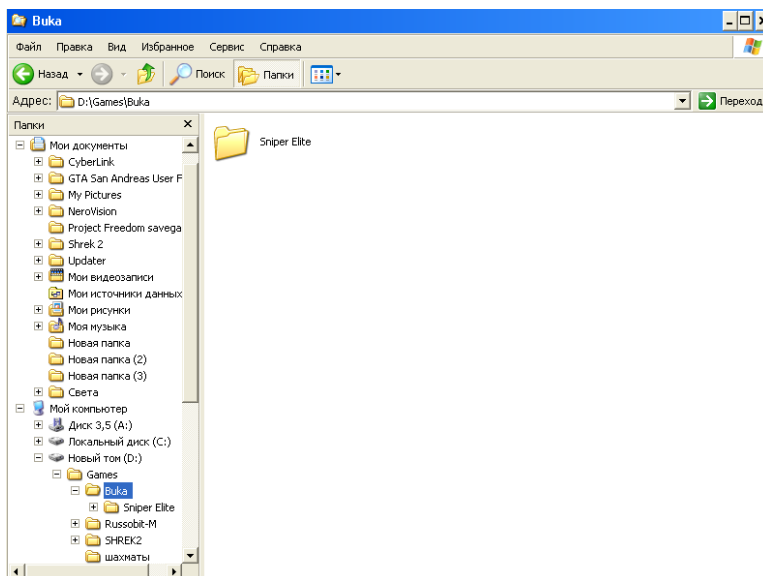 Buka
Файл Правка Вид Избранное Сервис Справка
Назад Поиск Папки
Адрес: D:\Games\Buka Переход
Папки
Sniper Elite
Мои документы
CyberLink
GTA San Andreas User F
My Pictures
NeroVision
Project Freedom savega
Shrek 2
Updater
Мои видеозаписи
Мои источники данных
Мои рисунки
Моя музыка
Новая папка
Новая папка (2)
Новая папка (3)
Света
Мой компьютер
Диск 3,5 (A:)
Локальный диск (C:)
Новый том (D:)
Games
Buka
Sniper Elite
Russobit-M
SHREK2
шахматы